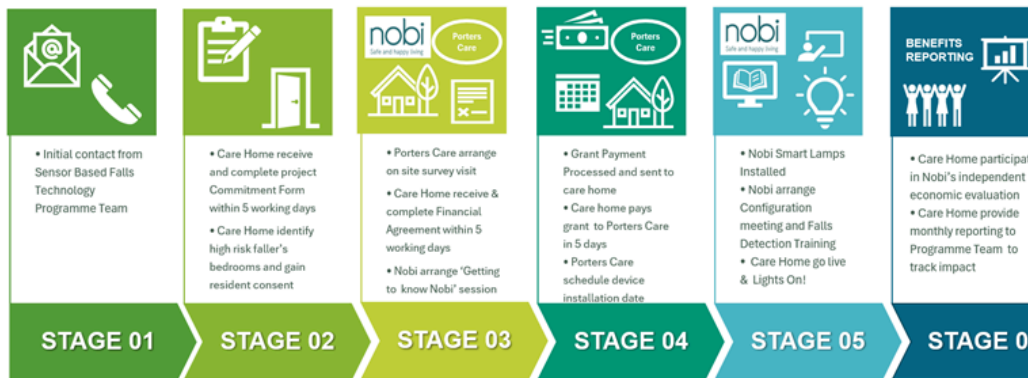 nobi
Safe and happy living
Porters
Care
Porters
Care
nobi
Safe and happy living
BENEFITS
REPORTING
• Initial contact from
Sensor Based Falls
Technology
Programme Team
• Care Home receive
and complete project
Commitment Form
within 5 working days
• Care Home identify
high risk faller's
bedrooms and gain
resident consent
• Porters Care arrange
on site survey visit
• Care Home receive &
complete Financial
Agreement within 5
working days
• Nobi arrange 'Getting
to know Nobi' session
• Grant Payment
Processed and sent to
care home
• Care home pays
grant to Porters Care
in 5 days
• Porters Care
schedule device
installation date
• Nobi Smart Lamps
Installed
• Nobi arrange
Configuration
meeting and Falls
Detection Training
• Care Home go live
& Lights On!
• Care Home participa
in Nobi's independent
economic evaluation
• Care Home provide
monthly reporting to
Programme Team to
track impact
STAGE 01
STAGE 02
STAGE 03
STAGE 04
STAGE 05
STAGE 0